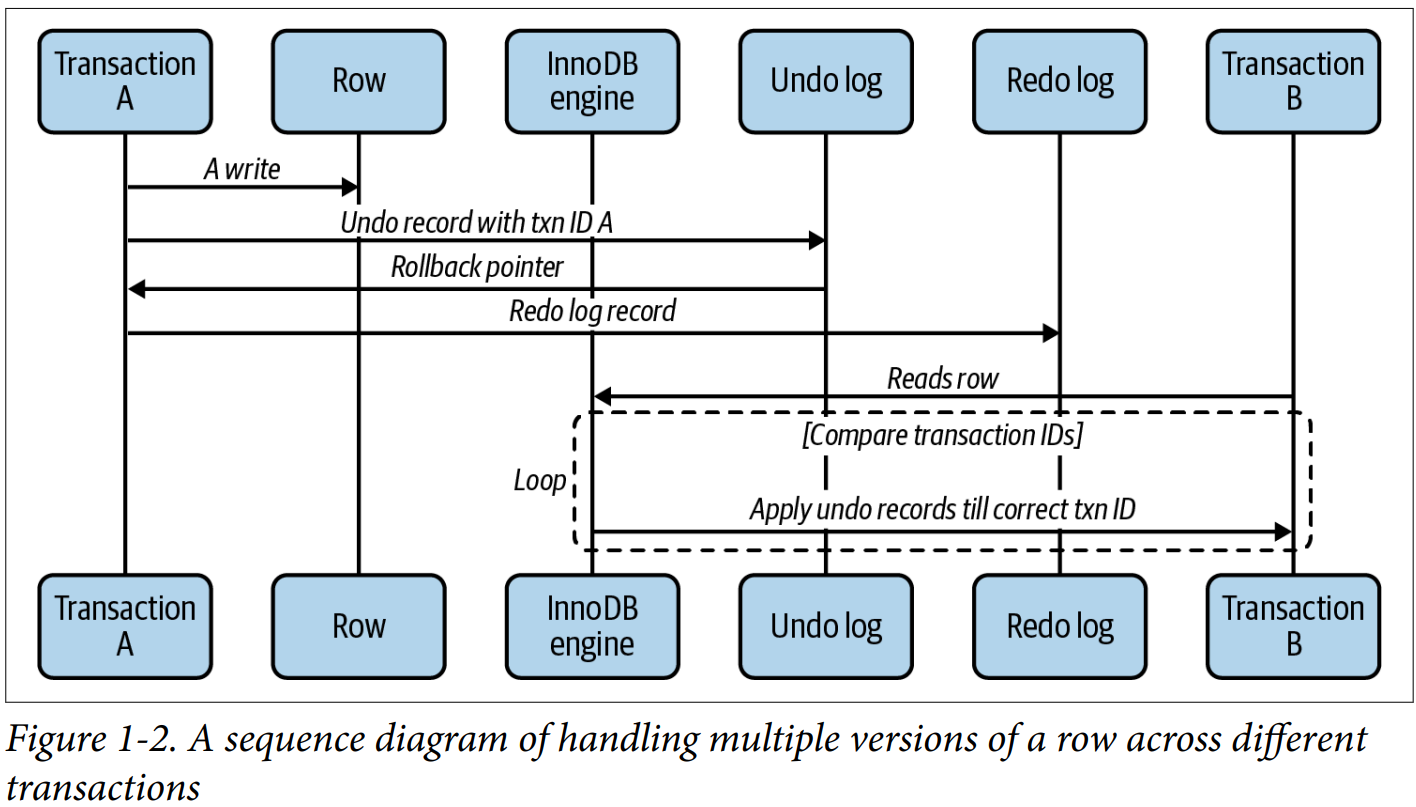 Transaction
A
Row
InnoDB
engine
Undo log
Redo log
Transaction
B
A write
Undo record with txn ID A
Rollback pointer
Redo log record
Reads row
[Compare transaction IDs]
Loop
Apply undo records till correct txn ID
Transaction
A
Row
InnoDB
engine
Undo log
Redo log
Transaction
B
Figure 1-2. A sequence diagram of handling multiple versions of a row across different
transactions